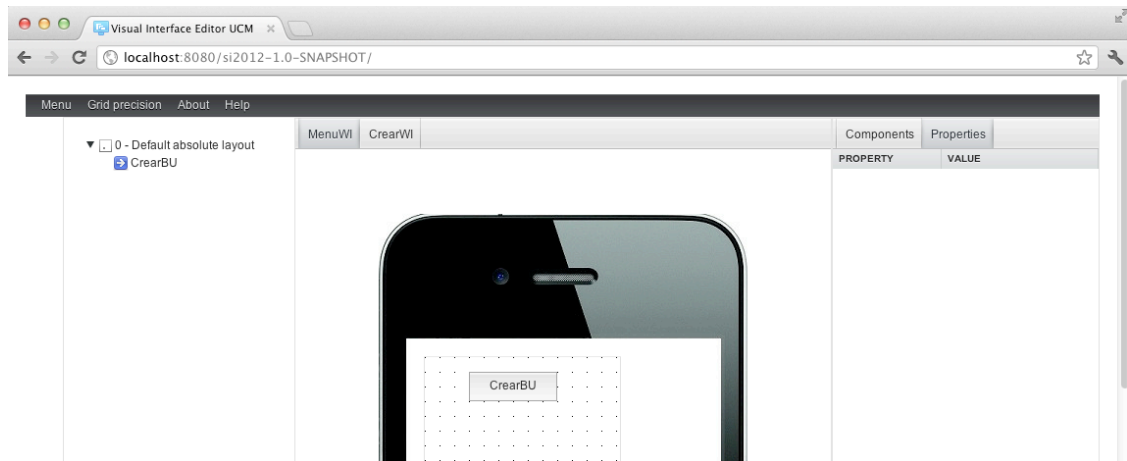 Visual Interface Editor UCM
localhost:8080/si2012-1.0-SNAPSHOT/
Menu Grid precision About Help
0 - Default absolute layout
CrearBU
MenuWI CrearWI
CrearBU
Components Properties
PROPERTY VALUE